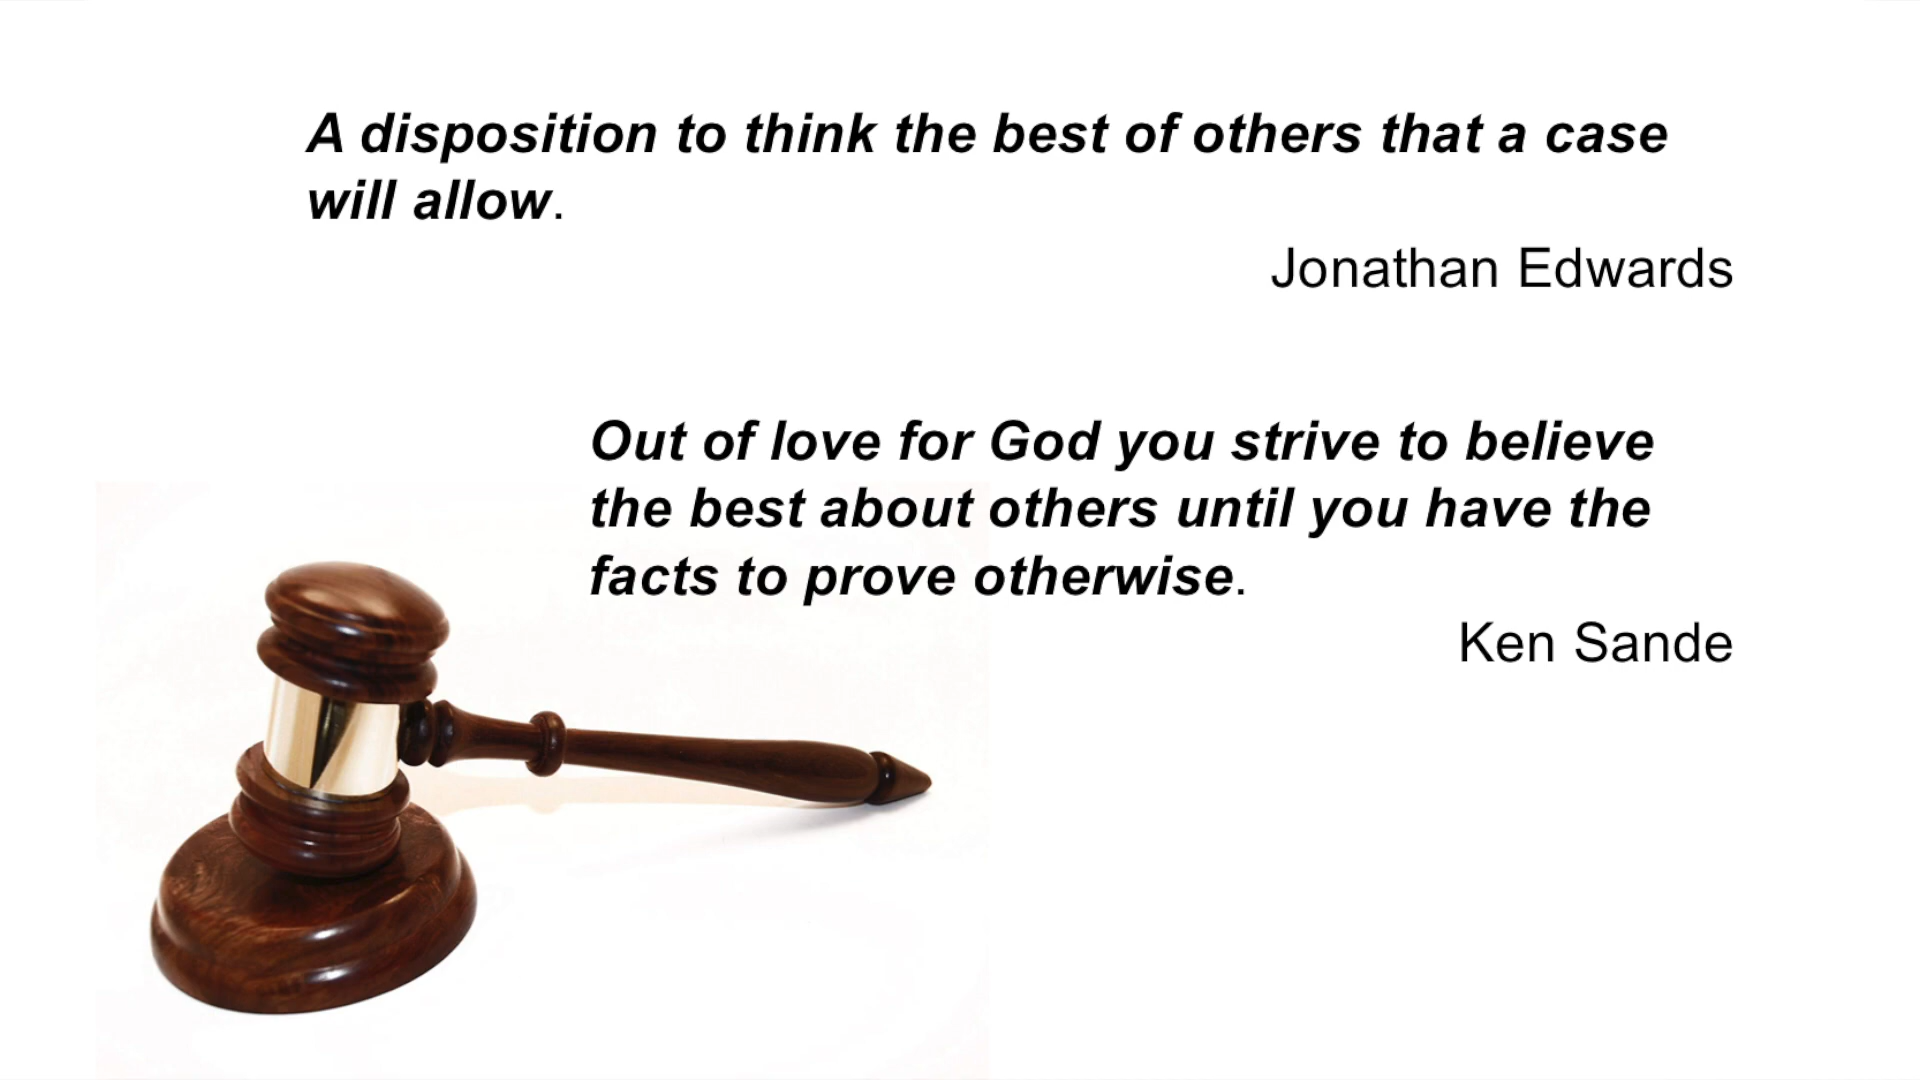 A disposition to think the best of others that a case
will allow.
Jonathan Edwards
Out of love for God you strive to believe
the best about others until you have the
facts to prove otherwise.
Ken Sande